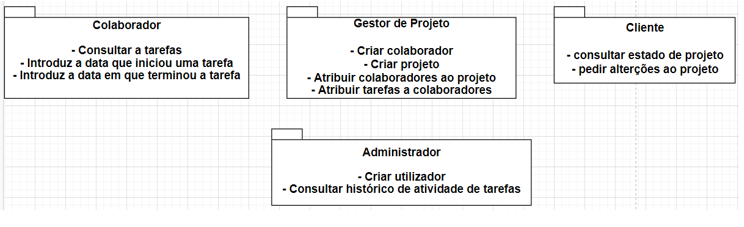 Colaborador
- Consultar a tarefas
- Introduz a data que iniciou uma tarefa
- Introduz a data em que terminou a tarefa
Gestor de Projeto
- Criar colaborador
- Criar projeto
- Atribuir colaboradores ao projeto
- Atribuir tarefas a colaboradores
Cliente
- consultar estado de projeto
- pedir alterções ao projeto
Administrador
- Criar utilizador
- Consultar histórico de atividade de tarefas